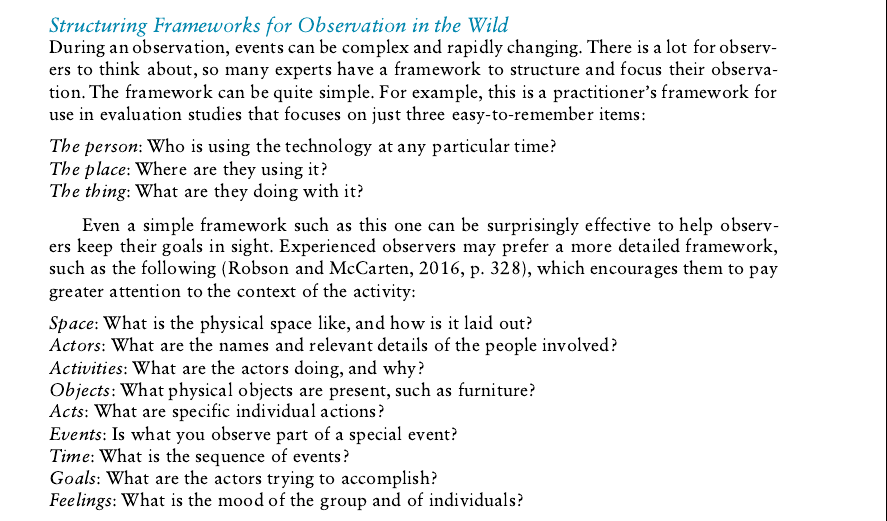 Structuring Frameworks for Observation in the Wild
During an observation, events can be complex and rapidly changing. There is a lot for observ-
ers to think about, so many experts have a framework to structure and focus their observa-
tion. The framework can be quite simple. For example, this is a practitioner's framework for
use in evaluation studies that focuses on just three easy-to-remember items:
The person: Who is using the technology at any particular time?
The place: Where are they using it?
The thing: What are they doing with it?
Even a simple framework such as this one can be surprisingly effective to help observ-
ers keep their goals in sight. Experienced observers may prefer a more detailed framework,
such as the following (Robson and McCarten, 2016, p. 328), which encourages them to pay
greater attention to the context of the activity:
Space: What is the physical space like, and how is it laid out?
Actors: What are the names and relevant details of the people involved?
Activities: What are the actors doing, and why?
Objects: What physical objects are present, such as furniture?
Acts: What are specific individual actions?
Events: Is what you observe part of a special event?
Time: What is the sequence of events?
Goals: What are the actors trying to accomplish?
Feelings: What is the mood of the group and of individuals?